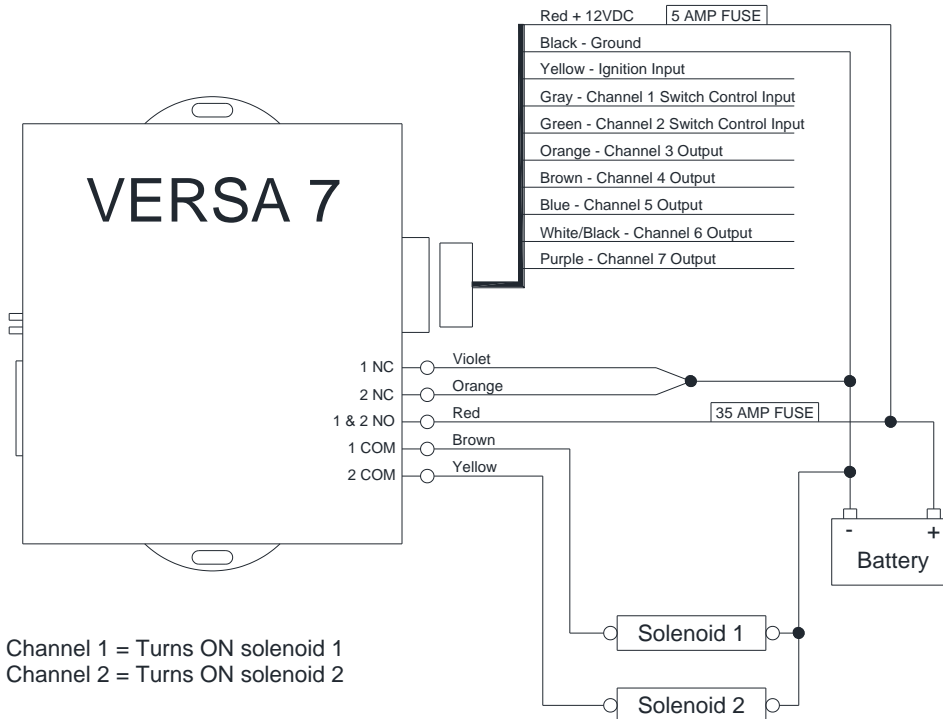 Red + 12VDC
5 AMP FUSE
Black - Ground
Yellow - Ignition Input
Gray - Channel 1 Switch Control Input
Green - Channel 2 Switch Control Input
Orange - Channel 3 Output
Brown - Channel 4 Output
Blue - Channel 5 Output
White/Black - Channel 6 Output
Purple - Channel 7 Output
VERSA 7
1 NC
Violet
2 NC
Orange
1 & 2 NO
Red
35 AMP FUSE
1 COM
Brown
2 COM
Yellow
- +
Battery
Solenoid 1
Solenoid 2
Channel 1 = Turns ON solenoid 1
Channel 2 = Turns ON solenoid 2